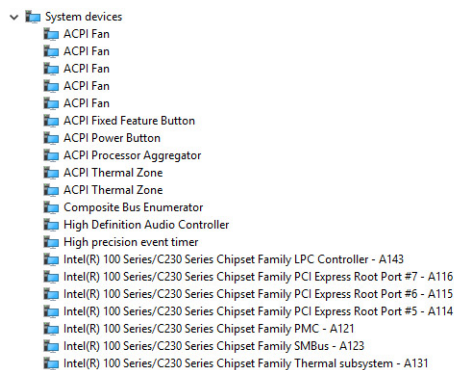 System devices
ACPI Fan
ACPI Fan
ACPI Fan
ACPI Fan
ACPI Fan
ACPI Fixed Feature Button
ACPI Power Button
ACPI Processor Aggregator
ACPI Thermal Zone
ACPI Thermal Zone
Composite Bus Enumerator
High Definition Audio Controller
High precision event timer
Intel(R) 100 Series/C230 Series Chipset Family LPC Controller - A143
Intel(R) 100 Series/C230 Series Chipset Family PCI Express Root Port #7 - A116
Intel(R) 100 Series/C230 Series Chipset Family PCI Express Root Port #6 - A115
Intel(R) 100 Series/C230 Series Chipset Family PCI Express Root Port #5 - A114
Intel(R) 100 Series/C230 Series Chipset Family PMC - A121
Intel(R) 100 Series/C230 Series Chipset Family SMBus - A123
Intel(R) 100 Series/C230 Series Chipset Family Thermal subsystem - A131